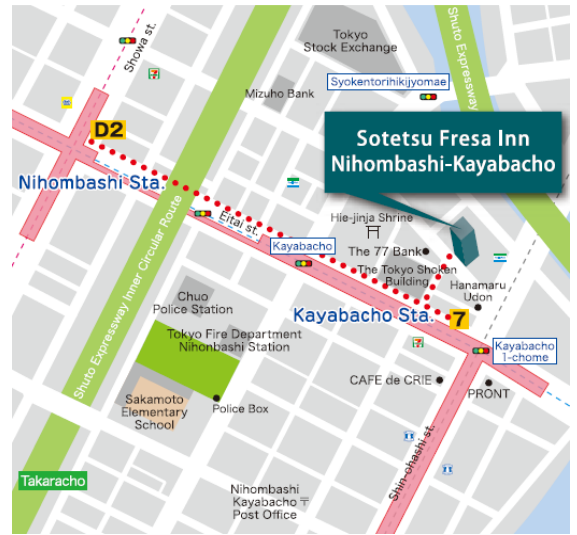 Tokyo
Stock Exchange
Showa st.
Shuto Expressway
Mizuho Bank
Syokentorihikijyomae
D2
Sotetsu Fresa Inn
Nihombashi-Kayabacho
Nihombashi Sta.
Eitai st.
Hie-jinja Shrine
Kayabacho
The 77 Bank
The Tokyo Shoken
Building
Hanamaru
Udon
Shuto Expressway Inner Circular Route
Chuo
Police Station
Kayabacho Sta.
7
Tokyo Fire Department
Nihonbashi Station
Kayabacho
1-chome
CAFE de CRIE
PRONT
Sakamoto
Elementary
School
Police Box
Shin-ohashi st.
Takaracho
Nihombashi
Kayabacho 〒
Post Office